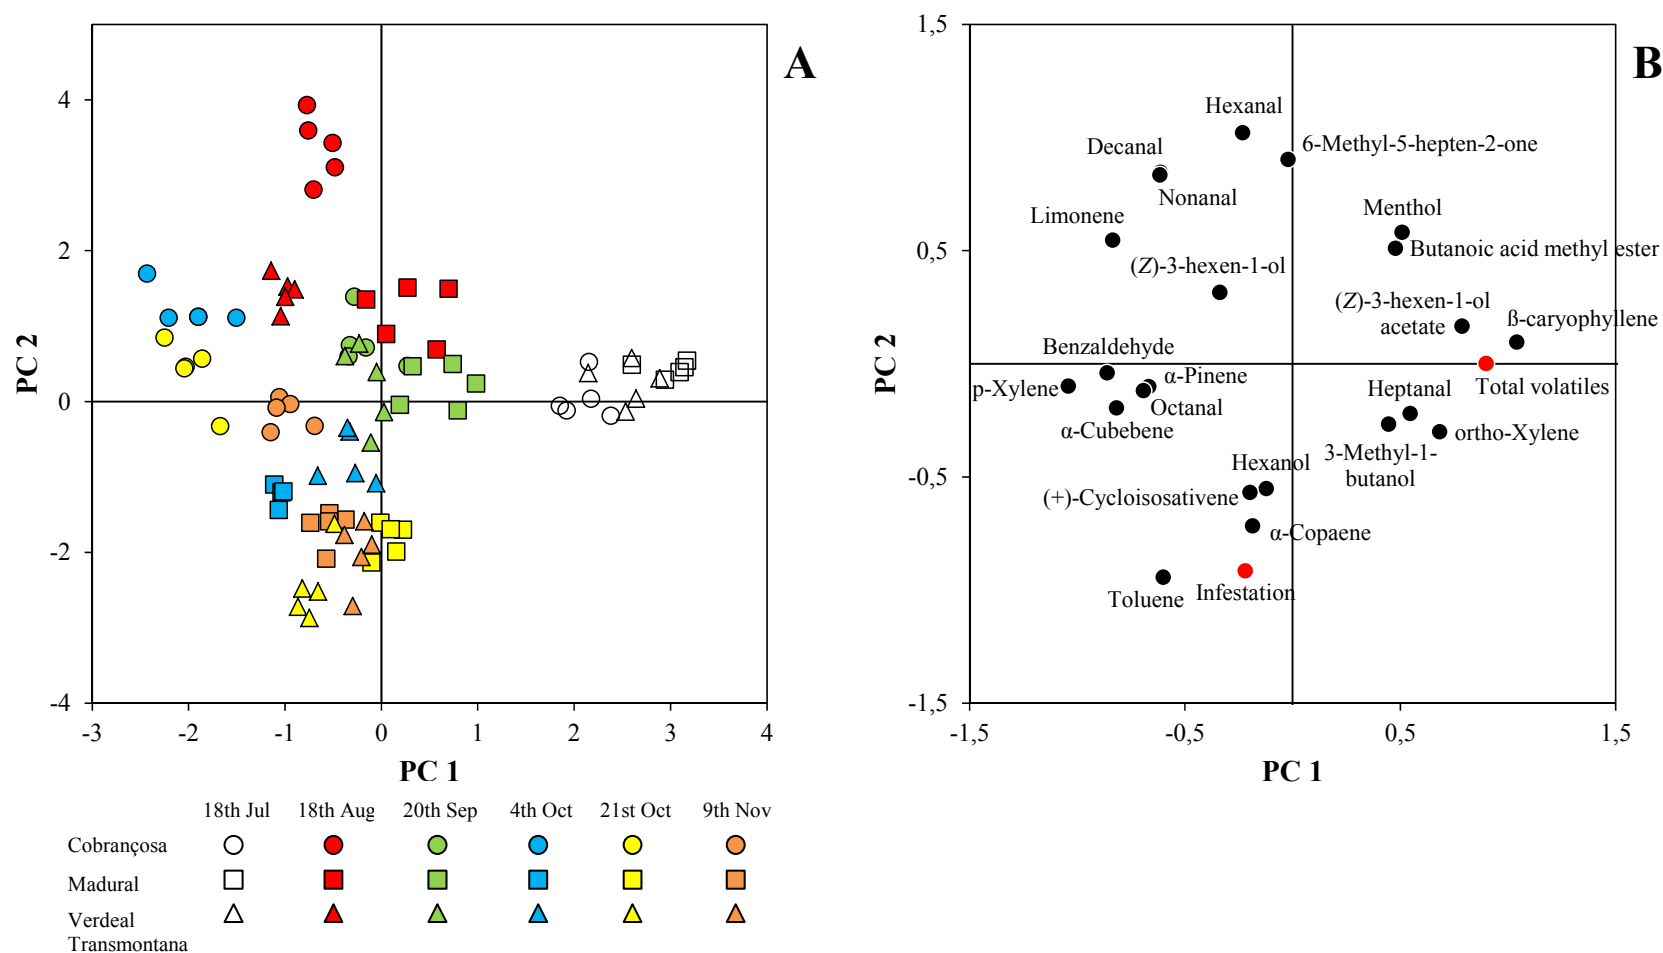 A
4
2
0
-2
-4
PC 2
-3
-2
-1
0
1
2
3
4
PC 1
B
1,5
0,5
-0,5
-1,5
PC 2
-1,5
-0,5
0,5
1,5
PC 1
Hexanal
6-Methyl-5-hepten-2-one
Decanal
Nonanal
Limonene
Menthol
Butanoic acid methyl ester
(Z)-3-hexen-1-ol
(Z)-3-hexen-1-ol
acetate
ß-caryophyllene
Benzaldehyde
p-Xylene
α-Pinene
Octanal
α-Cubebene
Total volatiles
Heptanal
ortho-Xylene
3-Methyl-1-
butanol
Hexanol
(+)-Cycloisosativene
α-Copaene
Toluene
Infestation
18th Jul
18th Aug
20th Sep
4th Oct
21st Oct
9th Nov
Cobrançosa
Madural
Verdeal
Transmontana